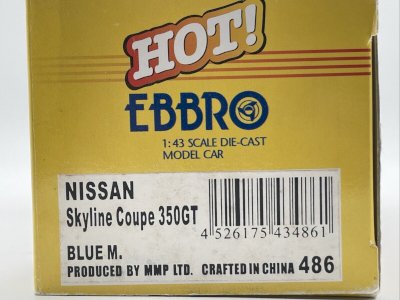 HOT!
EBBRO
1:43 SCALE DIE-CAST
MODEL CAR
NISSAN
Skyline Coupe 350GT
4 526175 434861
BLUE M.
PRODUCED BY MMP LTD. CRAFTED IN CHINA 486